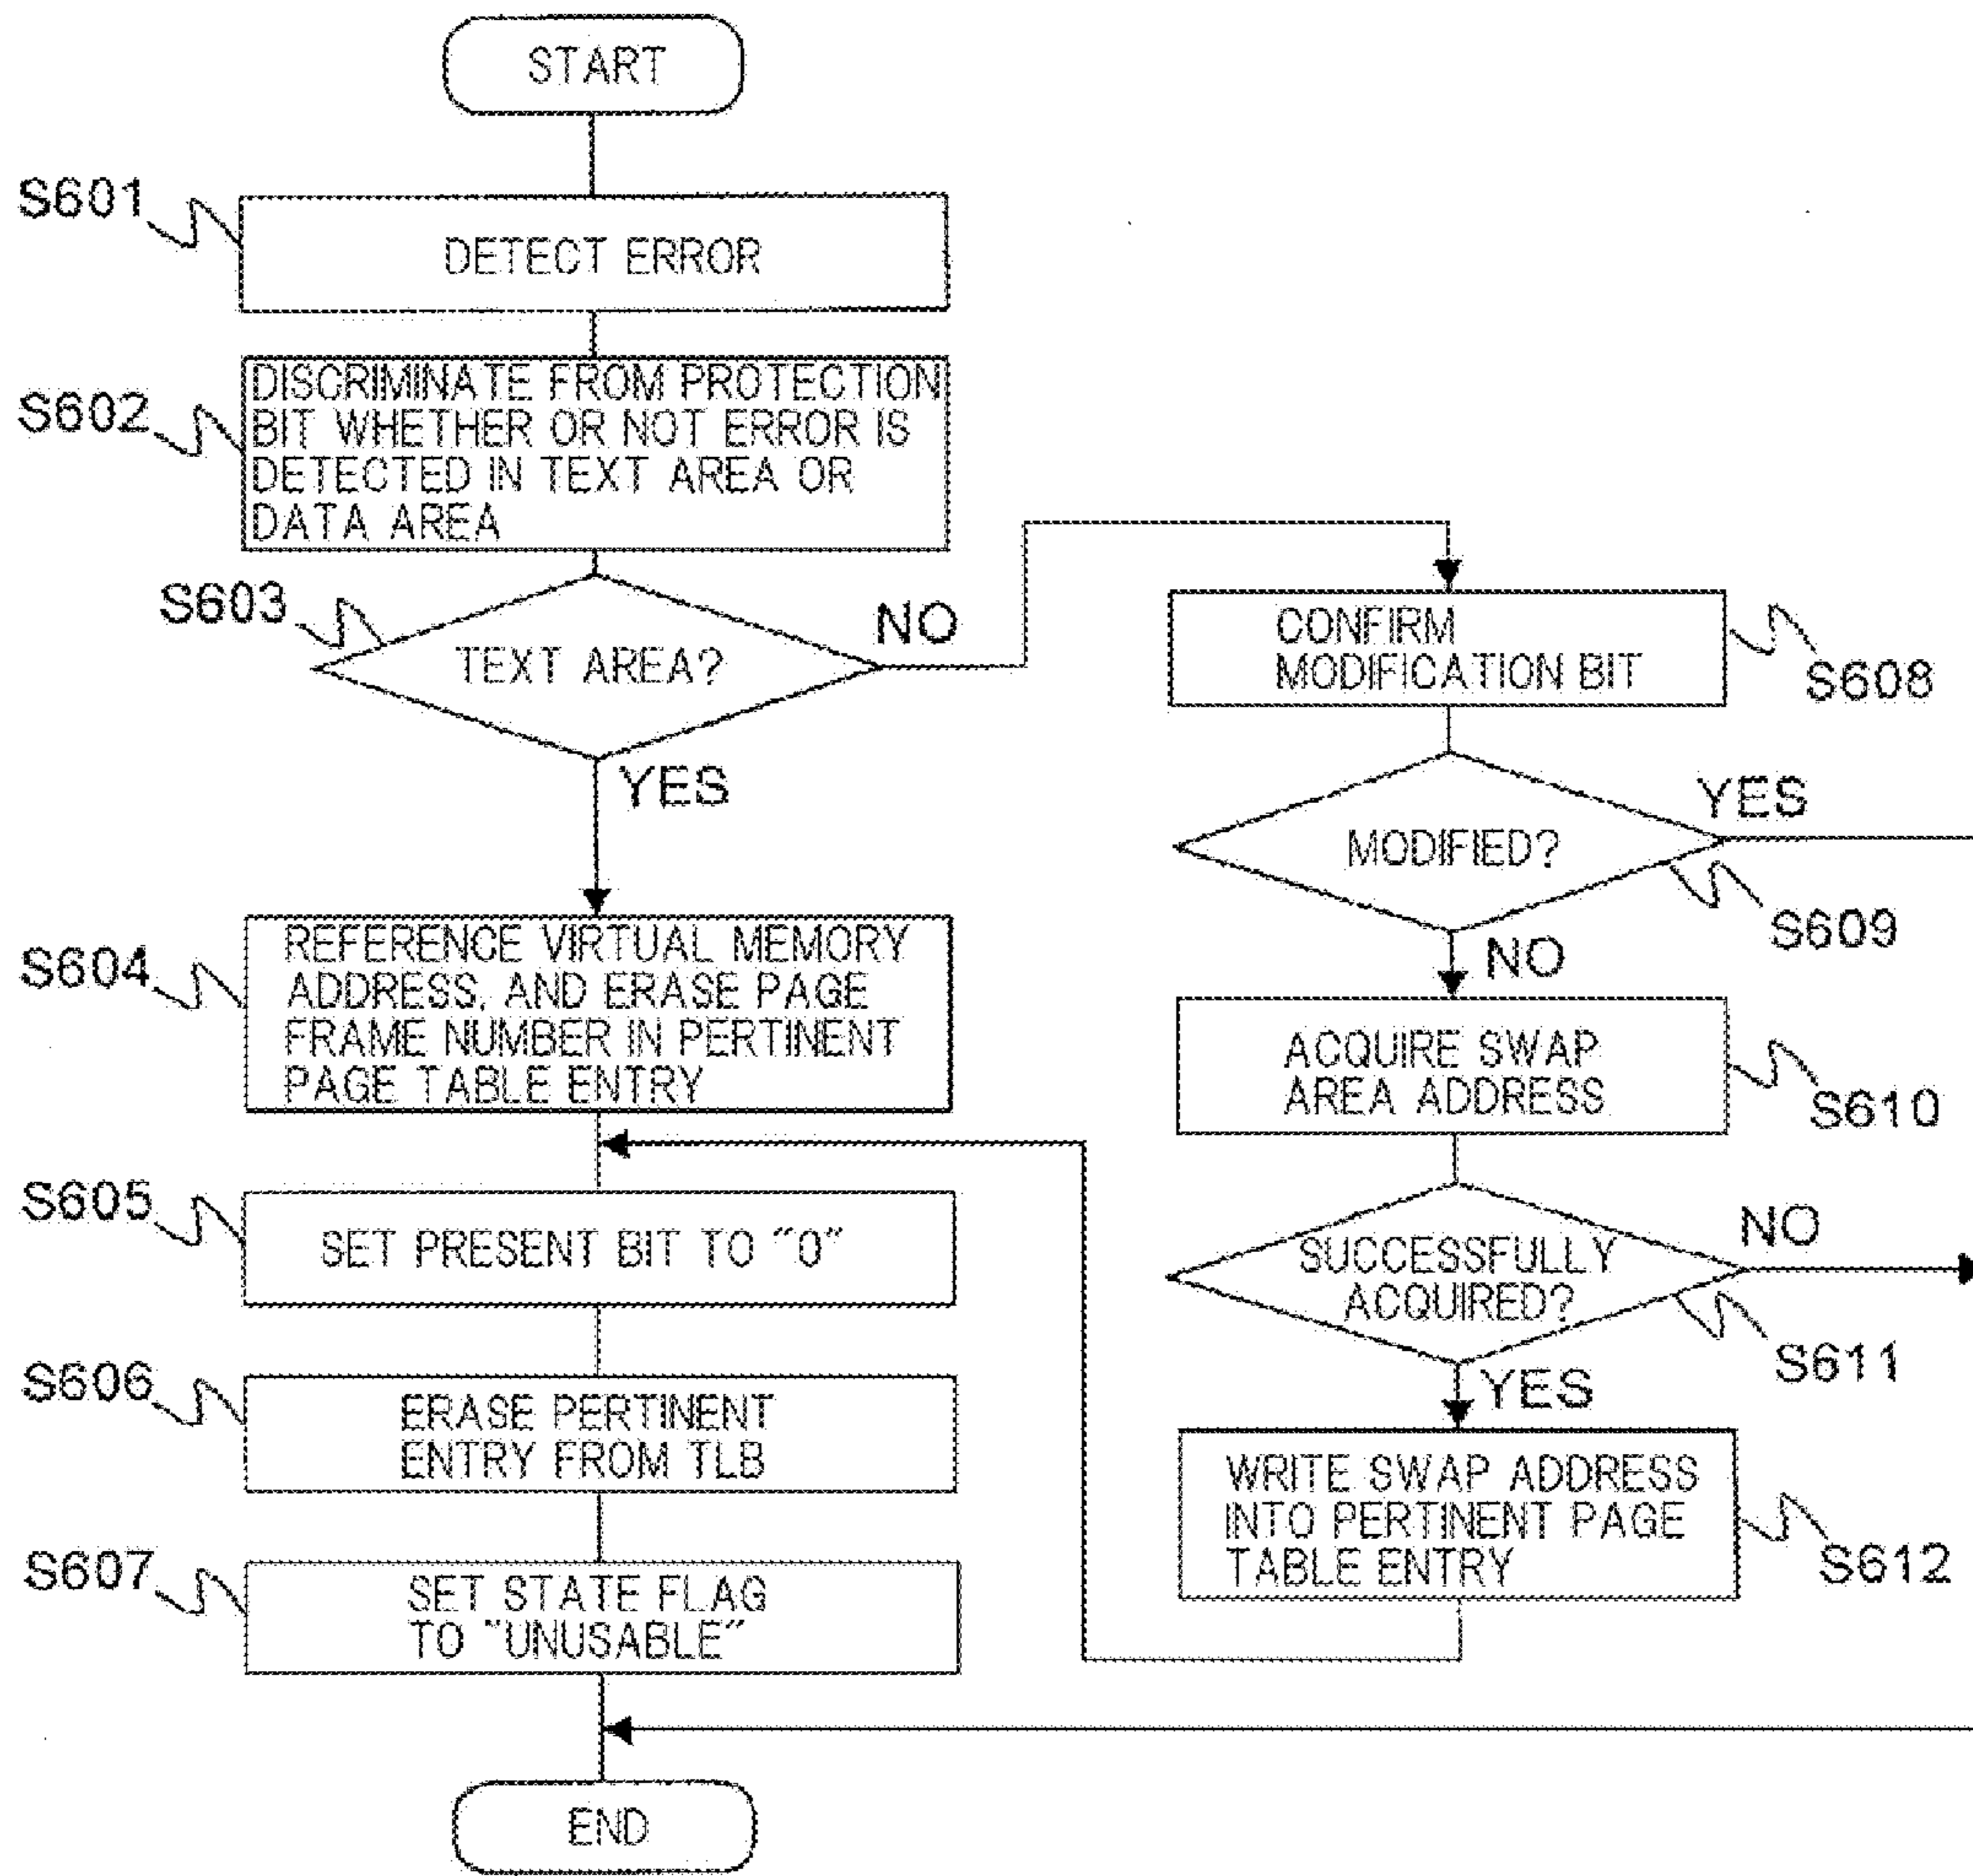 START
S601
DETECT ERROR
S602
DISCRIMINATE FROM PROTECTION
BIT WHETHER OR NOT ERROR IS
DETECTED IN TEXT AREA OR
DATA AREA
S603
TEXT AREA?
NO
YES
S604
REFERENCE VIRTUAL MEMORY
ADDRESS, AND ERASE PAGE
FRAME NUMBER IN PERTINENT
PAGE TABLE ENTRY
S605
SET PRESENT BIT TO "0"
S606
ERASE PERTINENT
ENTRY FROM TLB
S607
SET STATE FLAG
TO "UNUSABLE"
END
CONFIRM
MODIFICATION BIT
S608
MODIFIED?
YES
S609
NO
ACQUIRE SWAP
AREA ADDRESS
S610
SUCCESSFULLY
ACQUIRED?
NO
S611
YES
WRITE SWAP ADDRESS
INTO PERTINENT PAGE
TABLE ENTRY
S612